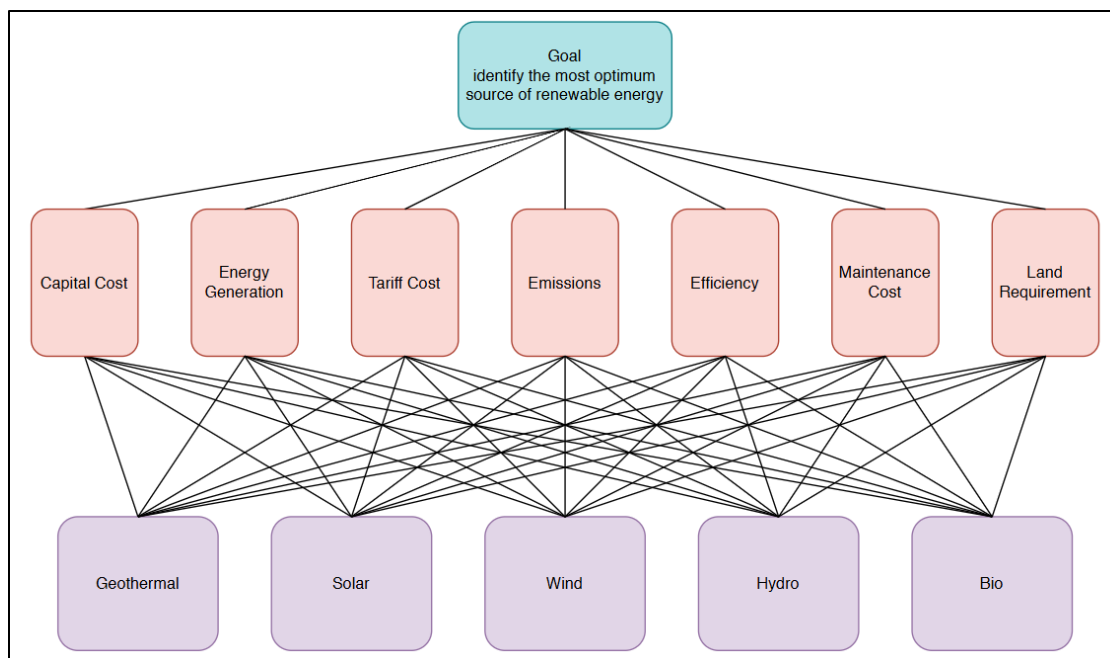 Goal
identify the most optimum
source of renewable energy
Capital Cost
Energy
Generation
Tariff Cost
Emissions
Efficiency
Maintenance
Cost
Land
Requirement
Geothermal
Solar
Wind
Hydro
Bio